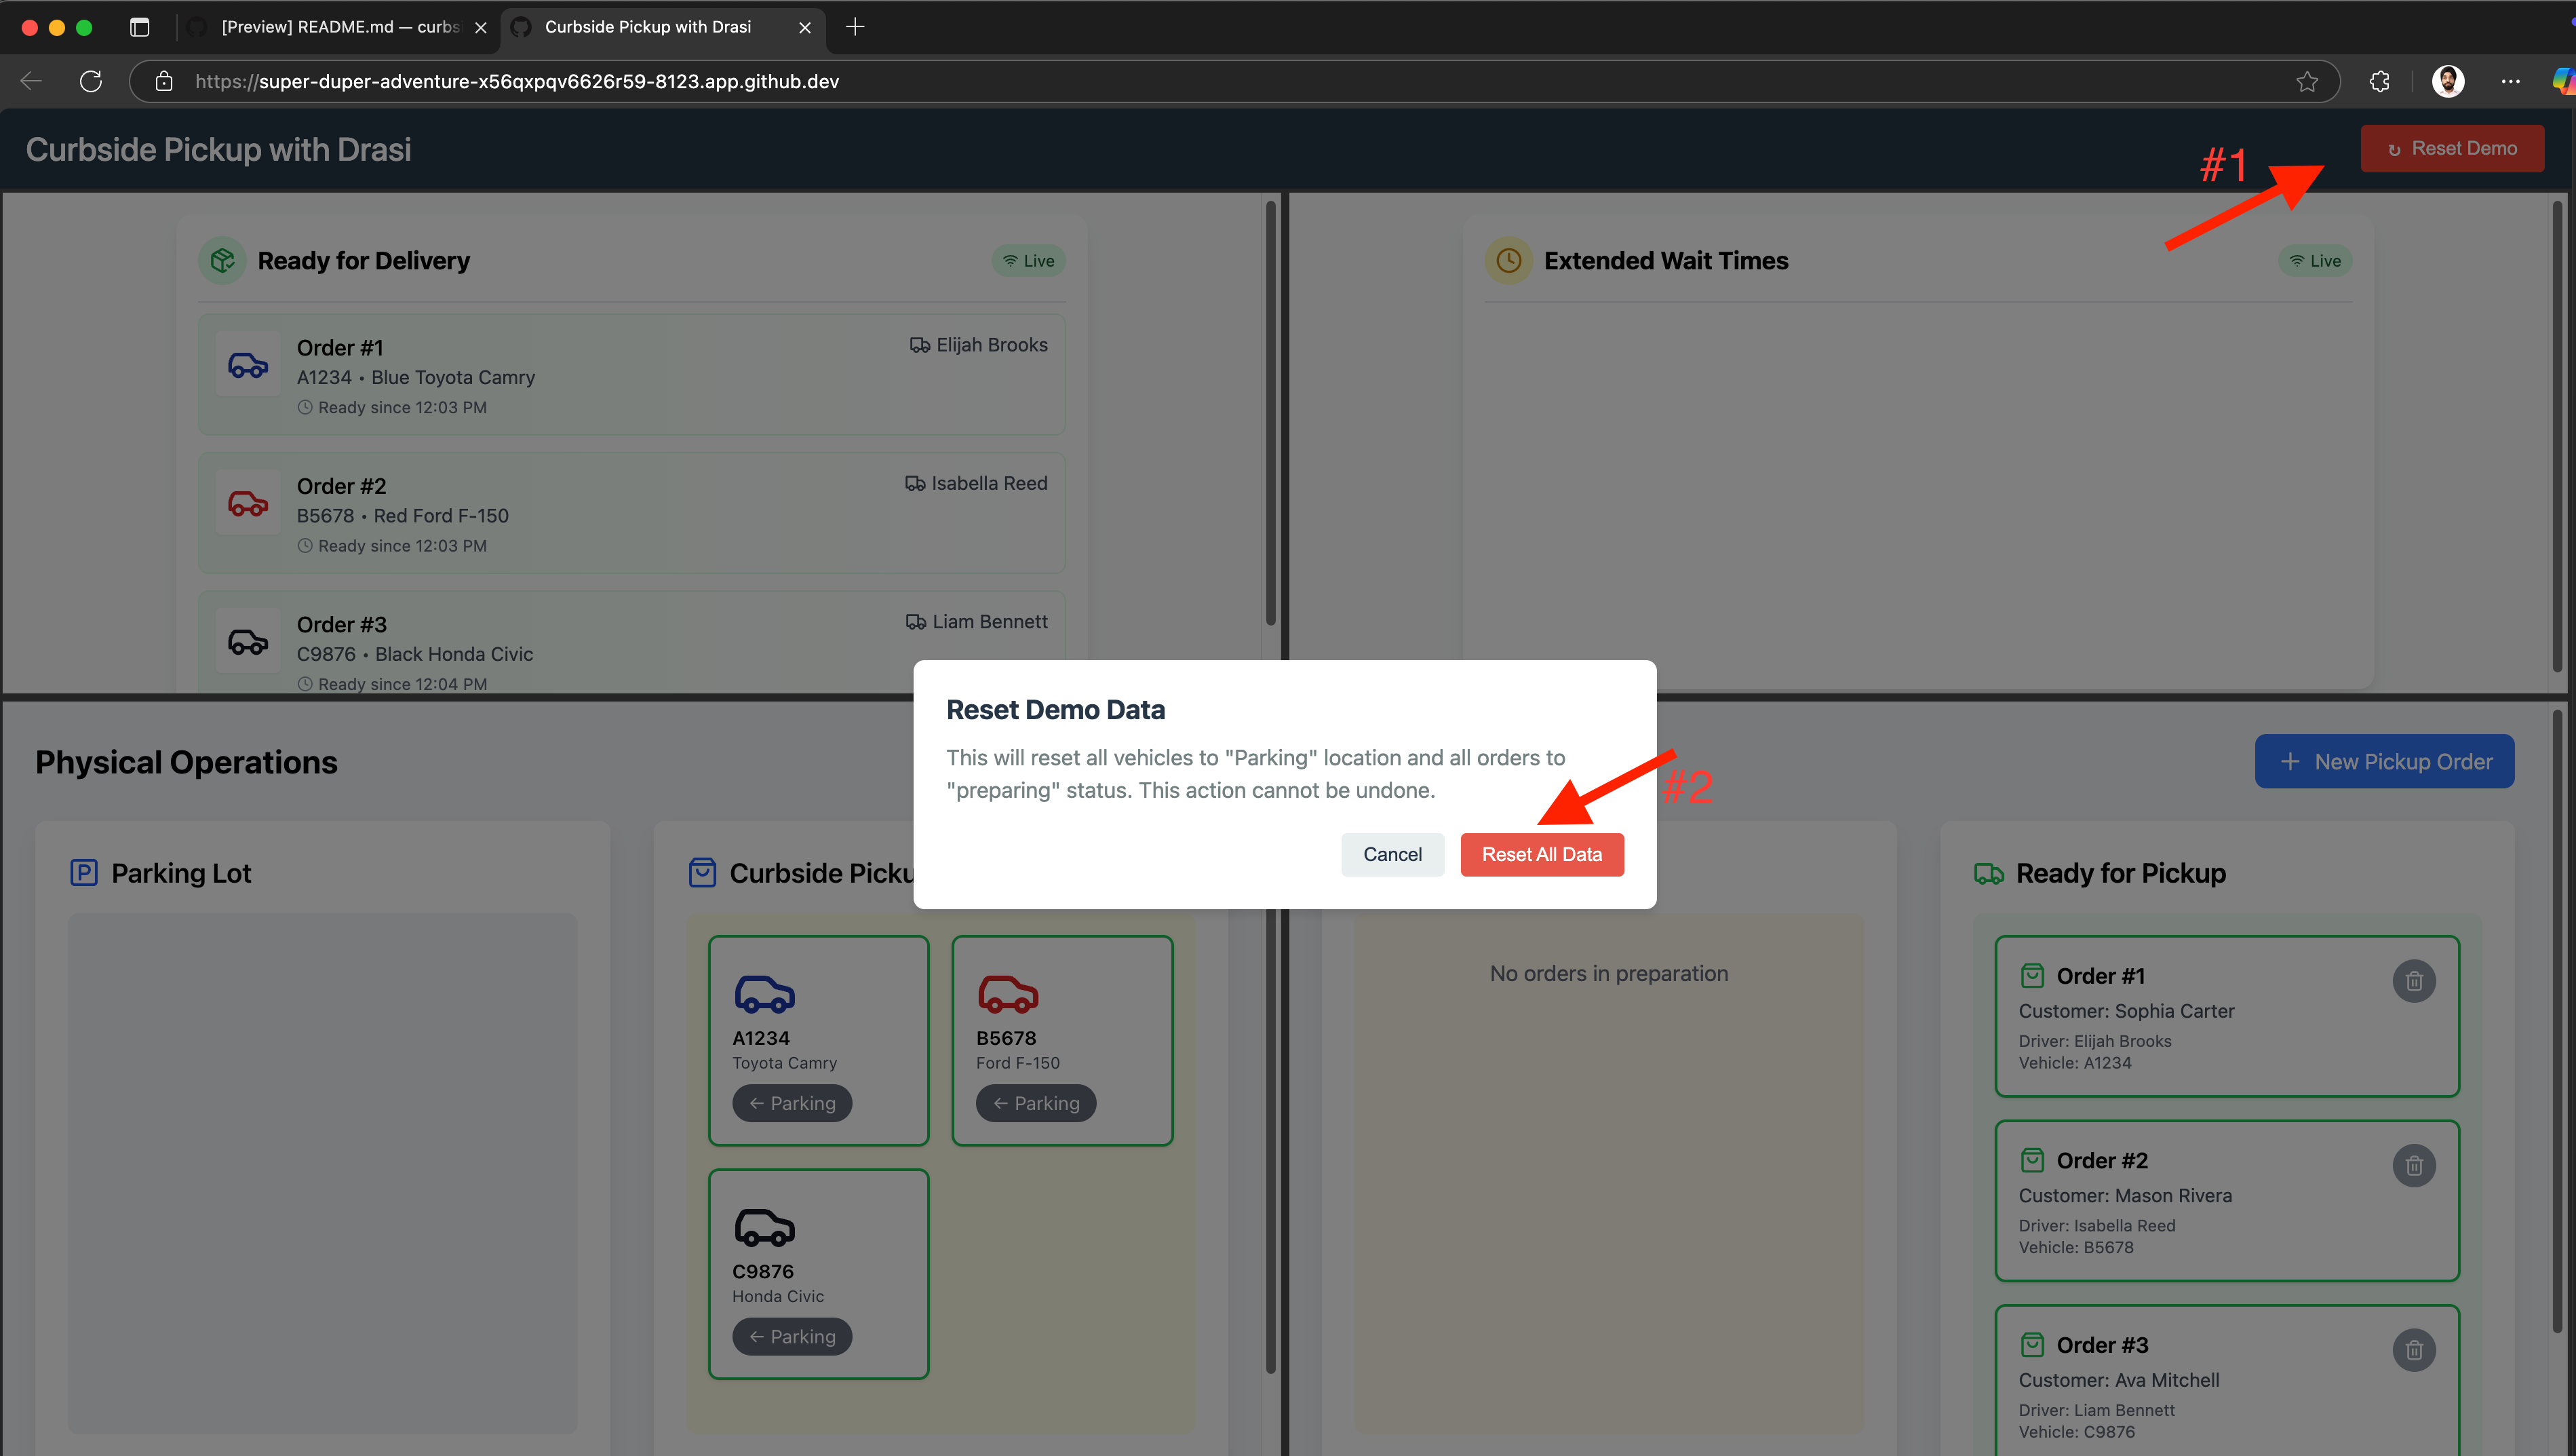 [Preview] README.md — curbs
Curbside Pickup with Drasi
https://super-duper-adventure-x56qxpqv6626r59-8123.app.github.dev
Curbside Pickup with Drasi
#1
↻ Reset Demo
Ready for Delivery
Live
Order #1
Elijah Brooks
A1234 • Blue Toyota Camry
Ready since 12:03 PM
Order #2
Isabella Reed
B5678 • Red Ford F-150
Ready since 12:03 PM
Order #3
Liam Bennett
C9876 • Black Honda Civic
Ready since 12:04 PM
Extended Wait Times
Live
Reset Demo Data
This will reset all vehicles to "Parking" location and all orders to
"preparing" status. This action cannot be undone.
#2
Cancel
Reset All Data
Physical Operations
+ New Pickup Order
P Parking Lot
Curbside Picku
A1234
Toyota Camry
← Parking
B5678
Ford F-150
← Parking
C9876
Honda Civic
← Parking
No orders in preparation
Ready for Pickup
Order #1
Customer: Sophia Carter
Driver: Elijah Brooks
Vehicle: A1234
Order #2
Customer: Mason Rivera
Driver: Isabella Reed
Vehicle: B5678
Order #3
Customer: Ava Mitchell
Driver: Liam Bennett
Vehicle: C9876